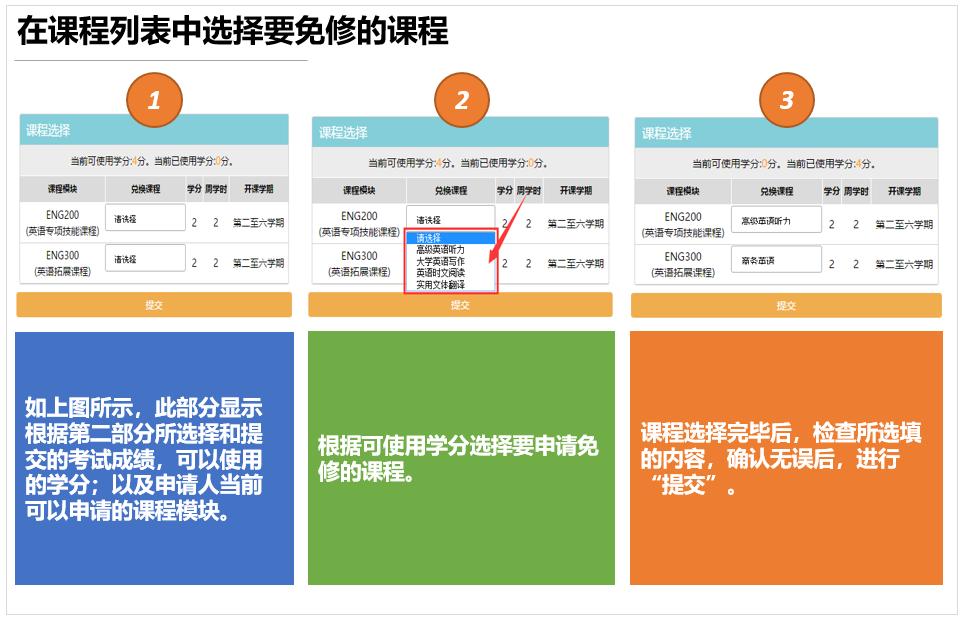 在课程列表中选择要免修的课程
1
课程选择
当前可使用学分:4分。当前已使用学分:0分。
课程模块 兑换课程 学分 周学时 开课学期
ENG200
(英语专项技能课程) 请选择 2 2 第二至六学期
ENG300
(英语拓展课程) 请选择 2 2 第二至六学期
提交
如上图所示，此部分显示
根据第二部分所选择和提
交的考试成绩，可以使用
的学分；以及申请人当前
可以申请的课程模块。
2
课程选择
当前可使用学分:4分。当前已使用学分:0分。
课程模块 兑换课程 学分 周学时 开课学期
ENG200
(英语专项技能课程) 请选择 2 2 第二至六学期
请选择
高级英语听力
大学英语写作
英语时文阅读
实用文体翻译
ENG300
(英语拓展课程) 2 2 第二至六学期
提交
根据可使用学分选择要申请免
修的课程。
3
课程选择
当前可使用学分:0分。当前已使用学分:4分。
课程模块 兑换课程 学分 周学时 开课学期
ENG200
(英语专项技能课程) 高级英语听力 2 2 第二至六学期
ENG300
(英语拓展课程) 商务英语 2 2 第二至六学期
提交
课程选择完毕后，检查所选填
的内容，确认无误后，进行
“提交”。